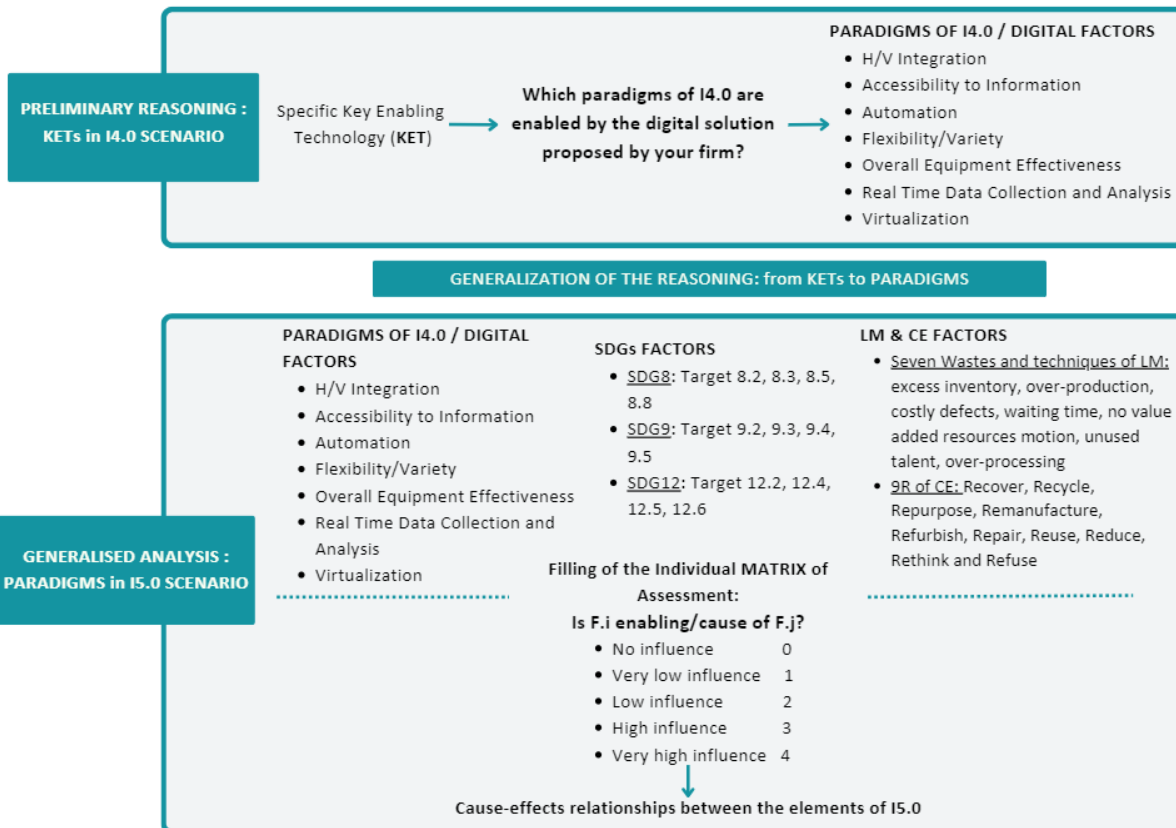 PRELIMINARY REASONING :
KETs in I4.0 SCENARIO
Specific Key Enabling
Technology (KET)
Which paradigms of I4.0 are
enabled by the digital solution
proposed by your firm?
PARADIGMS OF I4.0 / DIGITAL FACTORS
• H/V Integration
• Accessibility to Information
• Automation
• Flexibility/Variety
• Overall Equipment Effectiveness
• Real Time Data Collection and Analysis
• Virtualization
GENERALIZATION OF THE REASONING: from KETs to PARADIGMS
GENERALISED ANALYSIS :
PARADIGMS in I5.0 SCENARIO
PARADIGMS OF I4.0 / DIGITAL
FACTORS
• H/V Integration
• Accessibility to Information
• Automation
• Flexibility/Variety
• Overall Equipment Effectiveness
• Real Time Data Collection and
Analysis
• Virtualization
SDGs FACTORS
• SDG8: Target 8.2, 8.3, 8.5,
8.8
• SDG9: Target 9.2, 9.3, 9.4,
9.5
• SDG12: Target 12.2, 12.4,
12.5, 12.6
LM & CE FACTORS
• Seven Wastes and techniques of LM:
excess inventory, over-production,
costly defects, waiting time, no value
added resources motion, unused
talent, over-processing
• 9R of CE: Recover, Recycle,
Repurpose, Remanufacture,
Refurbish, Repair, Reuse, Reduce,
Rethink and Refuse
Filling of the Individual MATRIX of
Assessment:
Is F.i enabling/cause of F.j?
• No influence 0
• Very low influence 1
• Low influence 2
• High influence 3
• Very high influence 4
Cause-effects relationships between the elements of I5.0